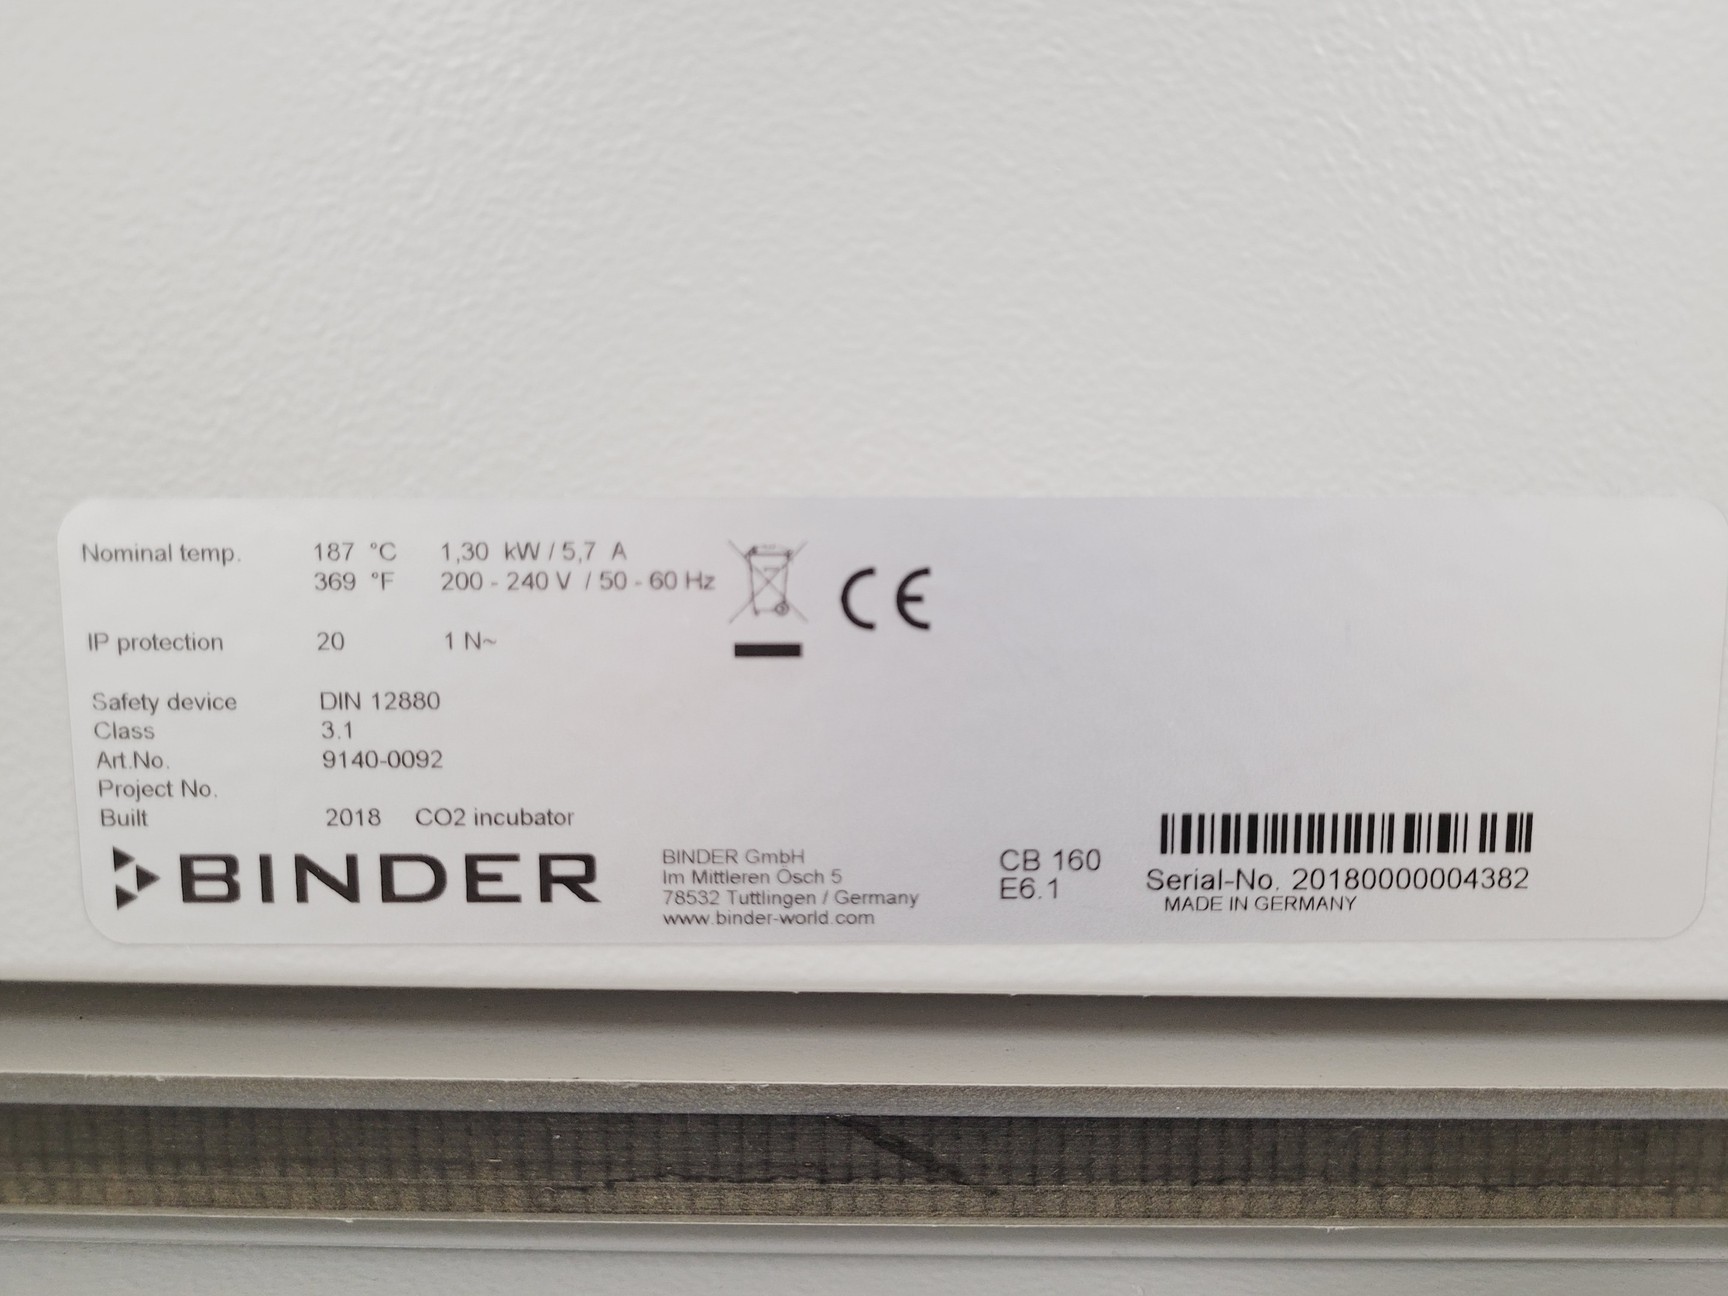 Nominal temp. 187 °C 1,30 kW / 5,7 A
369 °F 200 - 240 V / 50 - 60 Hz
IP protection 20 1 N~
Safety device DIN 12880
Class 3.1
Art.No. 9140-0092
Project No.
Built 2018 CO2 incubator
BINDER
BINDER GmbH
Im Mittleren Ösch 5
78532 Tuttlingen / Germany
www.binder-world.com
CB 160
E6.1
Serial-No. 20180000004382
MADE IN GERMANY
CE